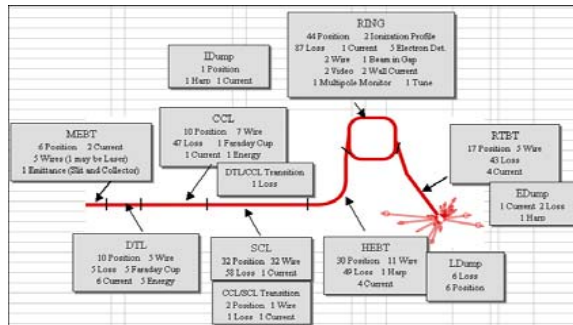 RING
44 Position 2 Ionization Profile
87 Loss 1 Current 5 Electron Det.
2 Wire 1 Beam in Gap
2 Video 2 Wall Current
1 Multipole Monitor 1 Tune
IDump
1 Position
1 Harp 1 Current
MEBT
6 Position 2 Current
5 Wires (1 may be Laser)
1 Emittance (Slit and Collector)
CCL
10 Position 7 Wire
47 Loss 1 Faraday Cup
1 Current 1 Energy
DTL/CCL Transition
1 Loss
RTBT
17 Position 5 Wire
43 Loss
4 Current
EDump
1 Current 2 Loss
1 Harp
DTL
10 Position 5 Wire
5 Loss 5 Faraday Cup
6 Current 5 Energy
SCL
32 Position 32 Wire
58 Loss 1 Current
CCL/SCL Transition
2 Position 1 Wire
1 Loss 1 Current
HEBT
30 Position 11 Wire
49 Loss 1 Harp
4 Current
LDump
6 Loss
6 Position